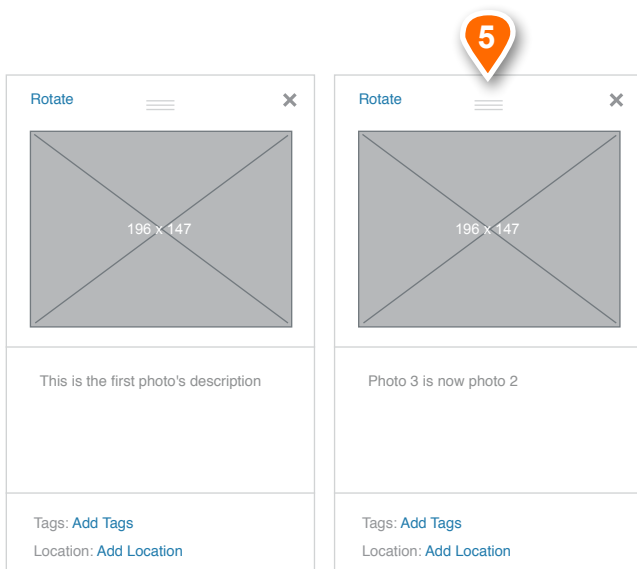 5
Rotate
Rotate
196 x 147
196 x 147
This is the first photo's description
Photo 3 is now photo 2
Tags: Add Tags
Location: Add Location
Tags: Add Tags
Location: Add Location